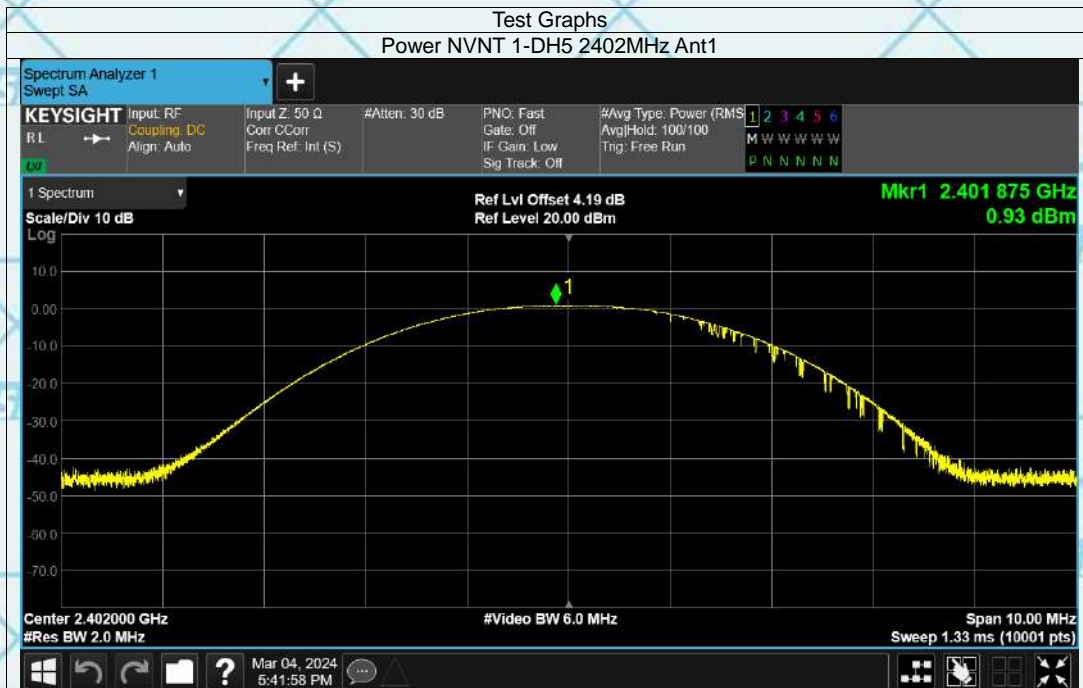 Test Graphs
Power NVNT 1-DH5 2402MHz Ant1
Spectrum Analyzer 1
Swept SA
+
KEYSIGHT
RL
Input: RF
Coupling: DC
Align: Auto
Input Z: 50 Ω
Corr CCorr
Freq Ref: Int (S)
#Atten: 30 dB
PNO: Fast
Gate: Off
IF Gain: Low
Sig Track: Off
#Avg Type: Power (RMS
Avg|Hold: 100/100
Trig: Free Run
1 2 3 4 5 6
M W W W W W
P N N N N N
1 Spectrum
Scale/Div 10 dB
Log
Ref Lvl Offset 4.19 dB
Ref Level 20.00 dBm
Mkr1 2.401 875 GHz
0.93 dBm
1
10.0
0.00
-10.0
-20.0
-30.0
-40.0
-50.0
-60.0
-70.0
Center 2.402000 GHz
#Res BW 2.0 MHz
#Video BW 6.0 MHz
Span 10.00 MHz
Sweep 1.33 ms (10001 pts)
?
Mar 04, 2024
5:41:58 PM